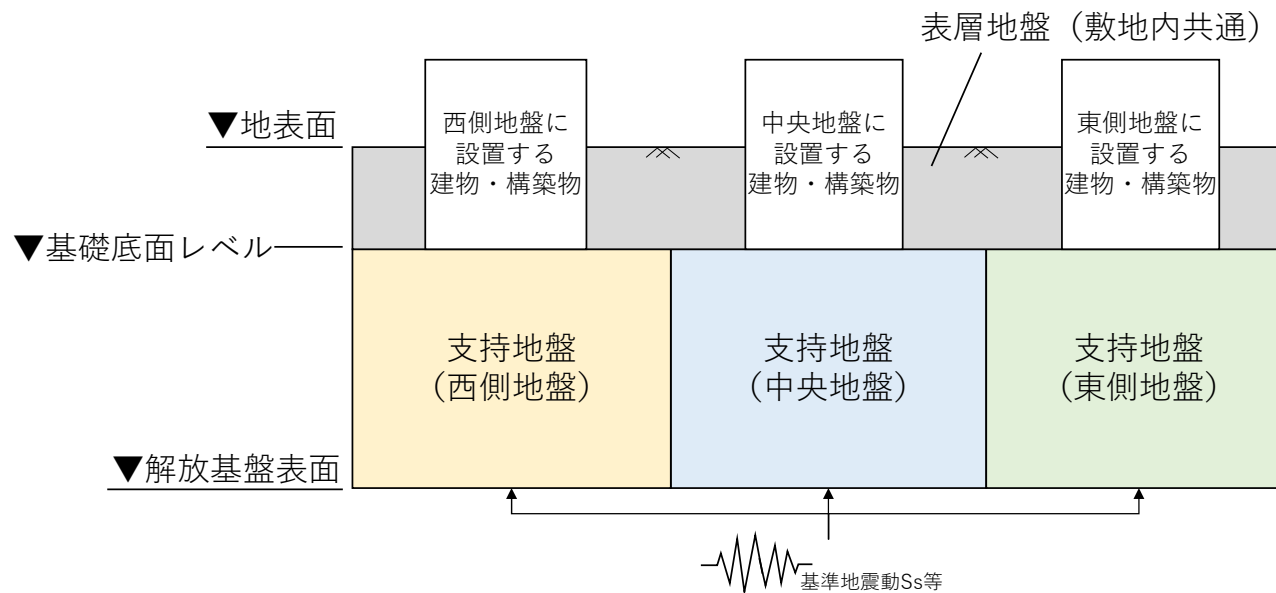 表層地盤（敷地内共通）
▼地表面
西側地盤に
設置する
建物・構築物
中央地盤に
設置する
建物・構築物
東側地盤に
設置する
建物・構築物
▼基礎底面レベル
支持地盤
（西側地盤）
支持地盤
（中央地盤）
支持地盤
（東側地盤）
▼解放基盤表面
基準地震動Ss等